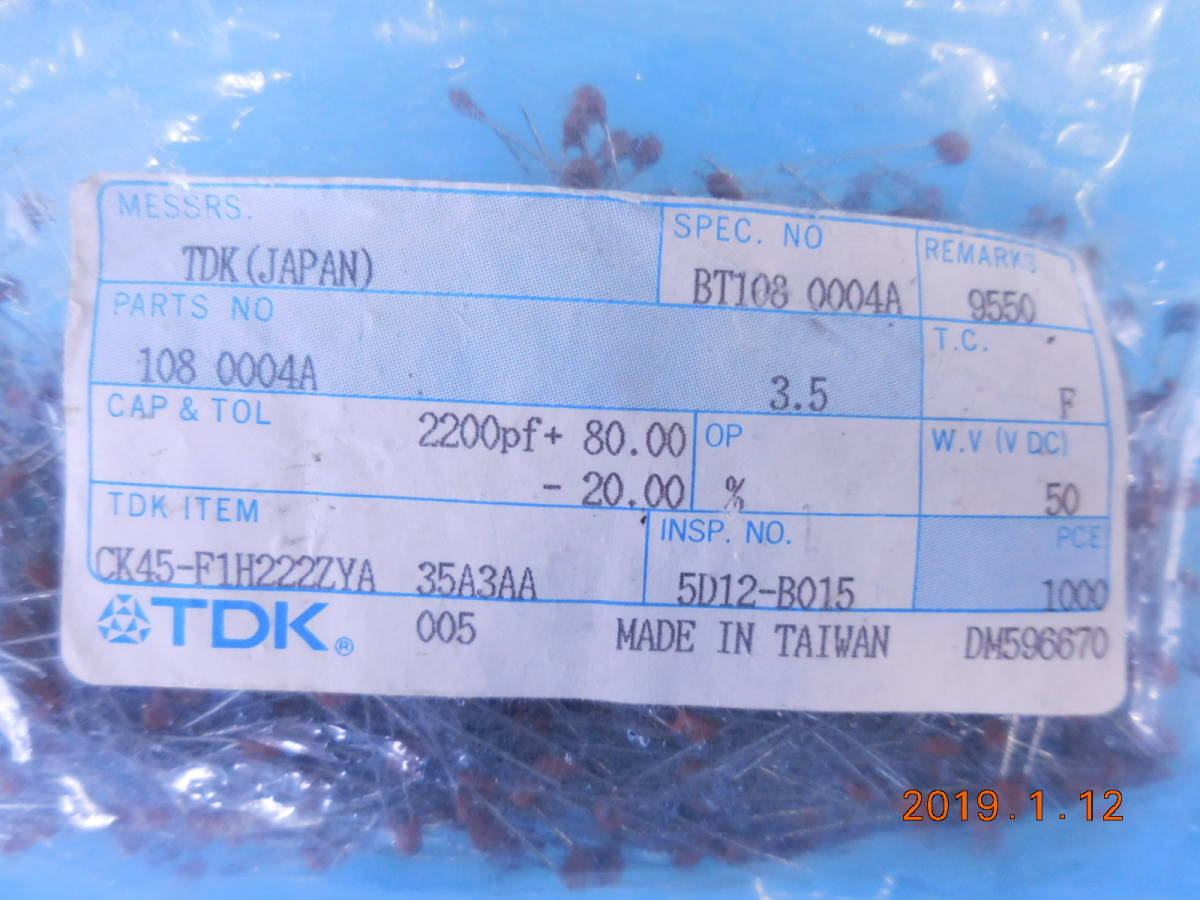 MESSRS.
TDK(JAPAN)
SPEC. NO
BT108 0004A
REMARKS
9550
PARTS NO
108 0004A
3.5
T.C.
F
CAP & TOL
2200pf+ 80.00
- 20.00
OP
%
W.V (V DC)
50
TDK ITEM
CK45-F1H222ZYA 35A3AA
INSP. NO.
5D12-B015
PCE
1000
TDK®
005
MADE IN TAIWAN
DM596670
2019.1.12